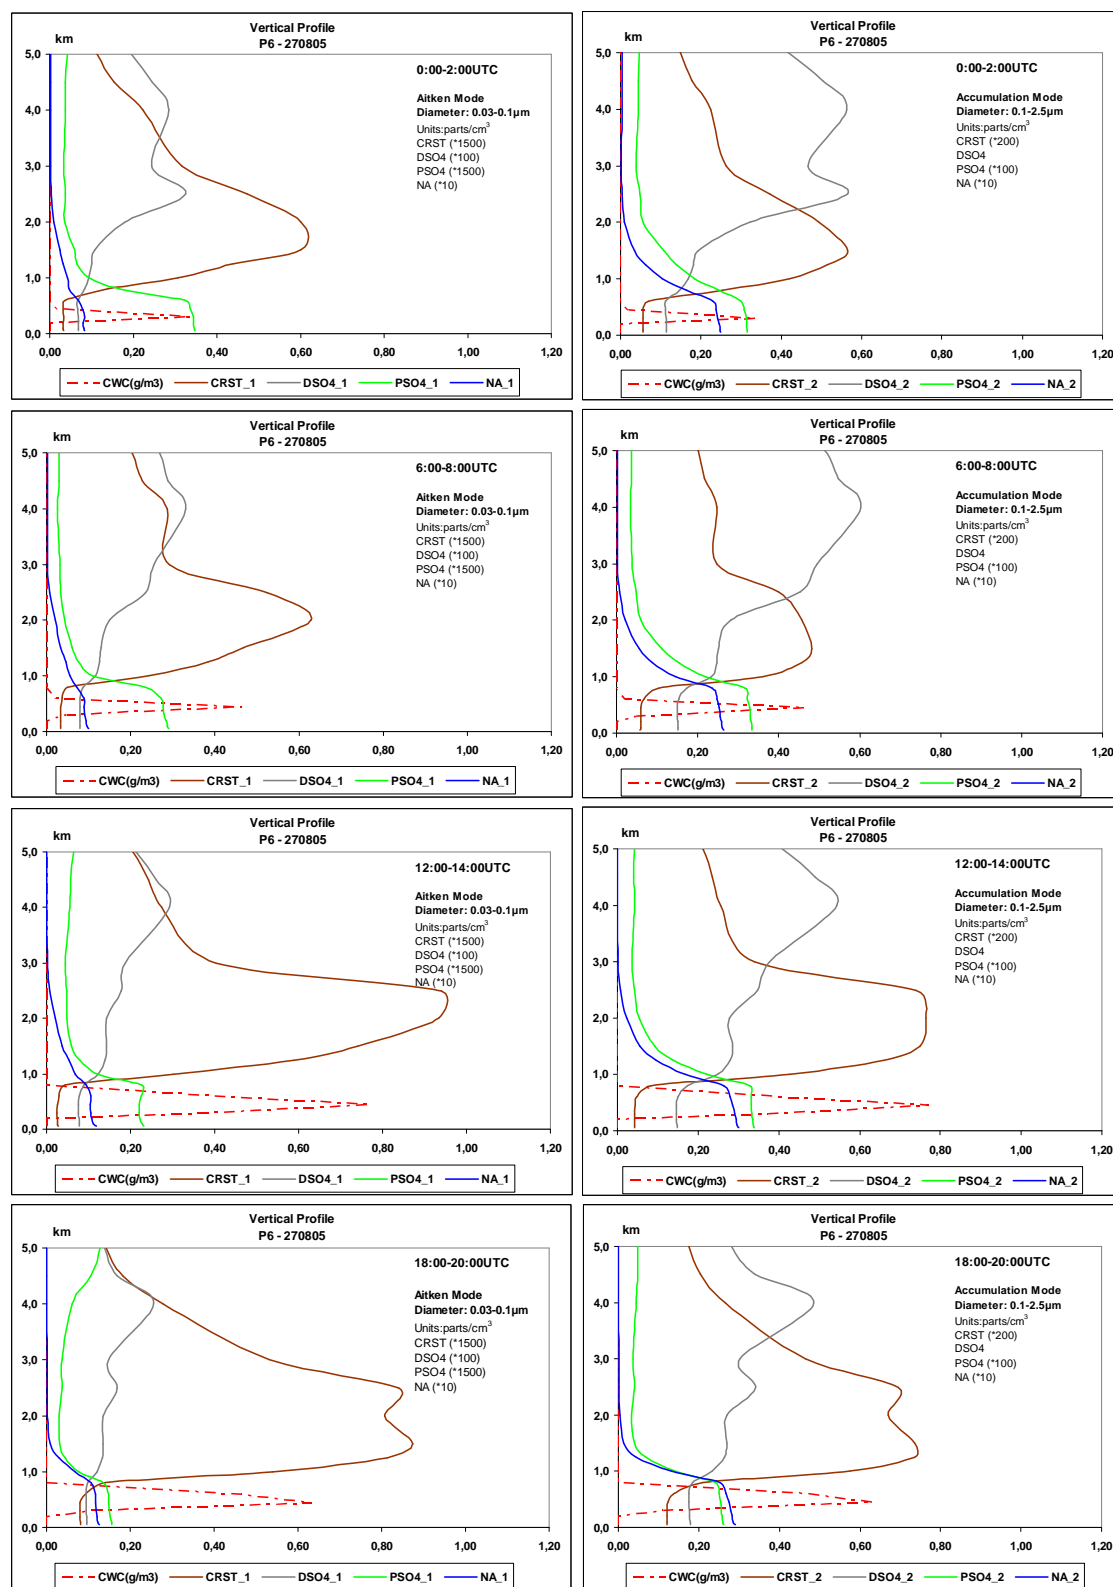 Vertical Profile
P6 - 270805
km
0:00-2:00UTC
Aitken Mode
Diameter: 0.03-0.1µm
Units:parts/cm³
CRST (*1500)
DSO4 (*100)
PSO4 (*1500)
NA (*10)
5,0
4,0
3,0
2,0
1,0
0,0
0,00 0,20 0,40 0,60 0,80 1,00 1,20
CWC(g/m3) CRST_1 DSO4_1 PSO4_1 NA_1
Vertical Profile
P6 - 270805
km
0:00-2:00UTC
Accumulation Mode
Diameter: 0.1-2.5µm
Units:parts/cm³
CRST (*200)
DSO4
PSO4 (*100)
NA (*10)
5,0
4,0
3,0
2,0
1,0
0,0
0,00 0,20 0,40 0,60 0,80 1,00 1,20
CWC(g/m3) CRST_2 DSO4_2 PSO4_2 NA_2
Vertical Profile
P6 - 270805
km
6:00-8:00UTC
Aitken Mode
Diameter: 0.03-0.1µm
Units:parts/cm³
CRST (*1500)
DSO4 (*100)
PSO4 (*1500)
NA (*10)
5,0
4,0
3,0
2,0
1,0
0,0
0,00 0,20 0,40 0,60 0,80 1,00 1,20
CWC(g/m3) CRST_1 DSO4_1 PSO4_1 NA_1
Vertical Profile
P6 - 270805
km
6:00-8:00UTC
Accumulation Mode
Diameter: 0.1-2.5µm
Units:parts/cm³
CRST (*200)
DSO4
PSO4 (*100)
NA (*10)
5,0
4,0
3,0
2,0
1,0
0,0
0,00 0,20 0,40 0,60 0,80 1,00 1,20
CWC(g/m3) CRST_2 DSO4_2 PSO4_2 NA_2
Vertical Profile
P6 - 270805
km
12:00-14:00UTC
Aitken Mode
Diameter: 0.03-0.1µm
Units:parts/cm³
CRST (*1500)
DSO4 (*100)
PSO4 (*1500)
NA (*10)
5,0
4,0
3,0
2,0
1,0
0,0
0,00 0,20 0,40 0,60 0,80 1,00 1,20
CWC(g/m3) CRST_1 DSO4_1 PSO4_1 NA_1
Vertical Profile
P6 - 270805
km
12:00-14:00UTC
Accumulation Mode
Diameter: 0.1-2.5µm
Units:parts/cm³
CRST (*200)
DSO4
PSO4 (*100)
NA (*10)
5,0
4,0
3,0
2,0
1,0
0,0
0,00 0,20 0,40 0,60 0,80 1,00 1,20
CWC(g/m3) CRST_2 DSO4_2 PSO4_2 NA_2
Vertical Profile
P6 - 270805
km
18:00-20:00UTC
Aitken Mode
Diameter: 0.03-0.1µm
Units:parts/cm³
CRST (*1500)
DSO4 (*100)
PSO4 (*1500)
NA (*10)
5,0
4,0
3,0
2,0
1,0
0,0
0,00 0,20 0,40 0,60 0,80 1,00 1,20
CWC(g/m3) CRST_1 DSO4_1 PSO4_1 NA_1
Vertical Profile
P6 - 270805
km
18:00-20:00UTC
Accumulation Mode
Diameter: 0.1-2.5µm
Units:parts/cm³
CRST (*200)
DSO4
PSO4 (*100)
NA (*10)
5,0
4,0
3,0
2,0
1,0
0,0
0,00 0,20 0,40 0,60 0,80 1,00 1,20
CWC(g/m3) CRST_2 DSO4_2 PSO4_2 NA_2